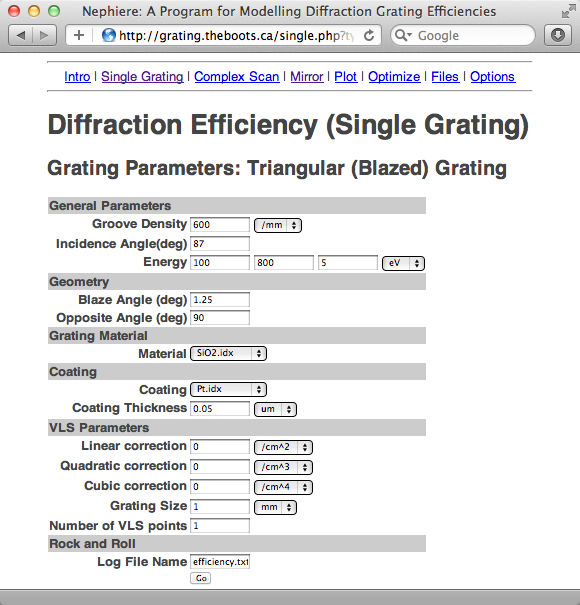 Nephiere: A Program for Modelling Diffraction Grating Efficiencies
http://grating.theboots.ca/single.php?ty Google
Intro | Single Grating | Complex Scan | Mirror | Plot | Optimize | Files | Options
Diffraction Efficiency (Single Grating)
Grating Parameters: Triangular (Blazed) Grating
General Parameters
Groove Density 600 /mm
Incidence Angle(deg) 87
Energy 100 800 5 eV
Geometry
Blaze Angle (deg) 1.25
Opposite Angle (deg) 90
Grating Material
Material SiO2.idx
Coating
Coating Pt.idx
Coating Thickness 0.05 um
VLS Parameters
Linear correction 0 /cm^2
Quadratic correction 0 /cm^3
Cubic correction 0 /cm^4
Grating Size 1 mm
Number of VLS points 1
Rock and Roll
Log File Name efficiency.txt
Go